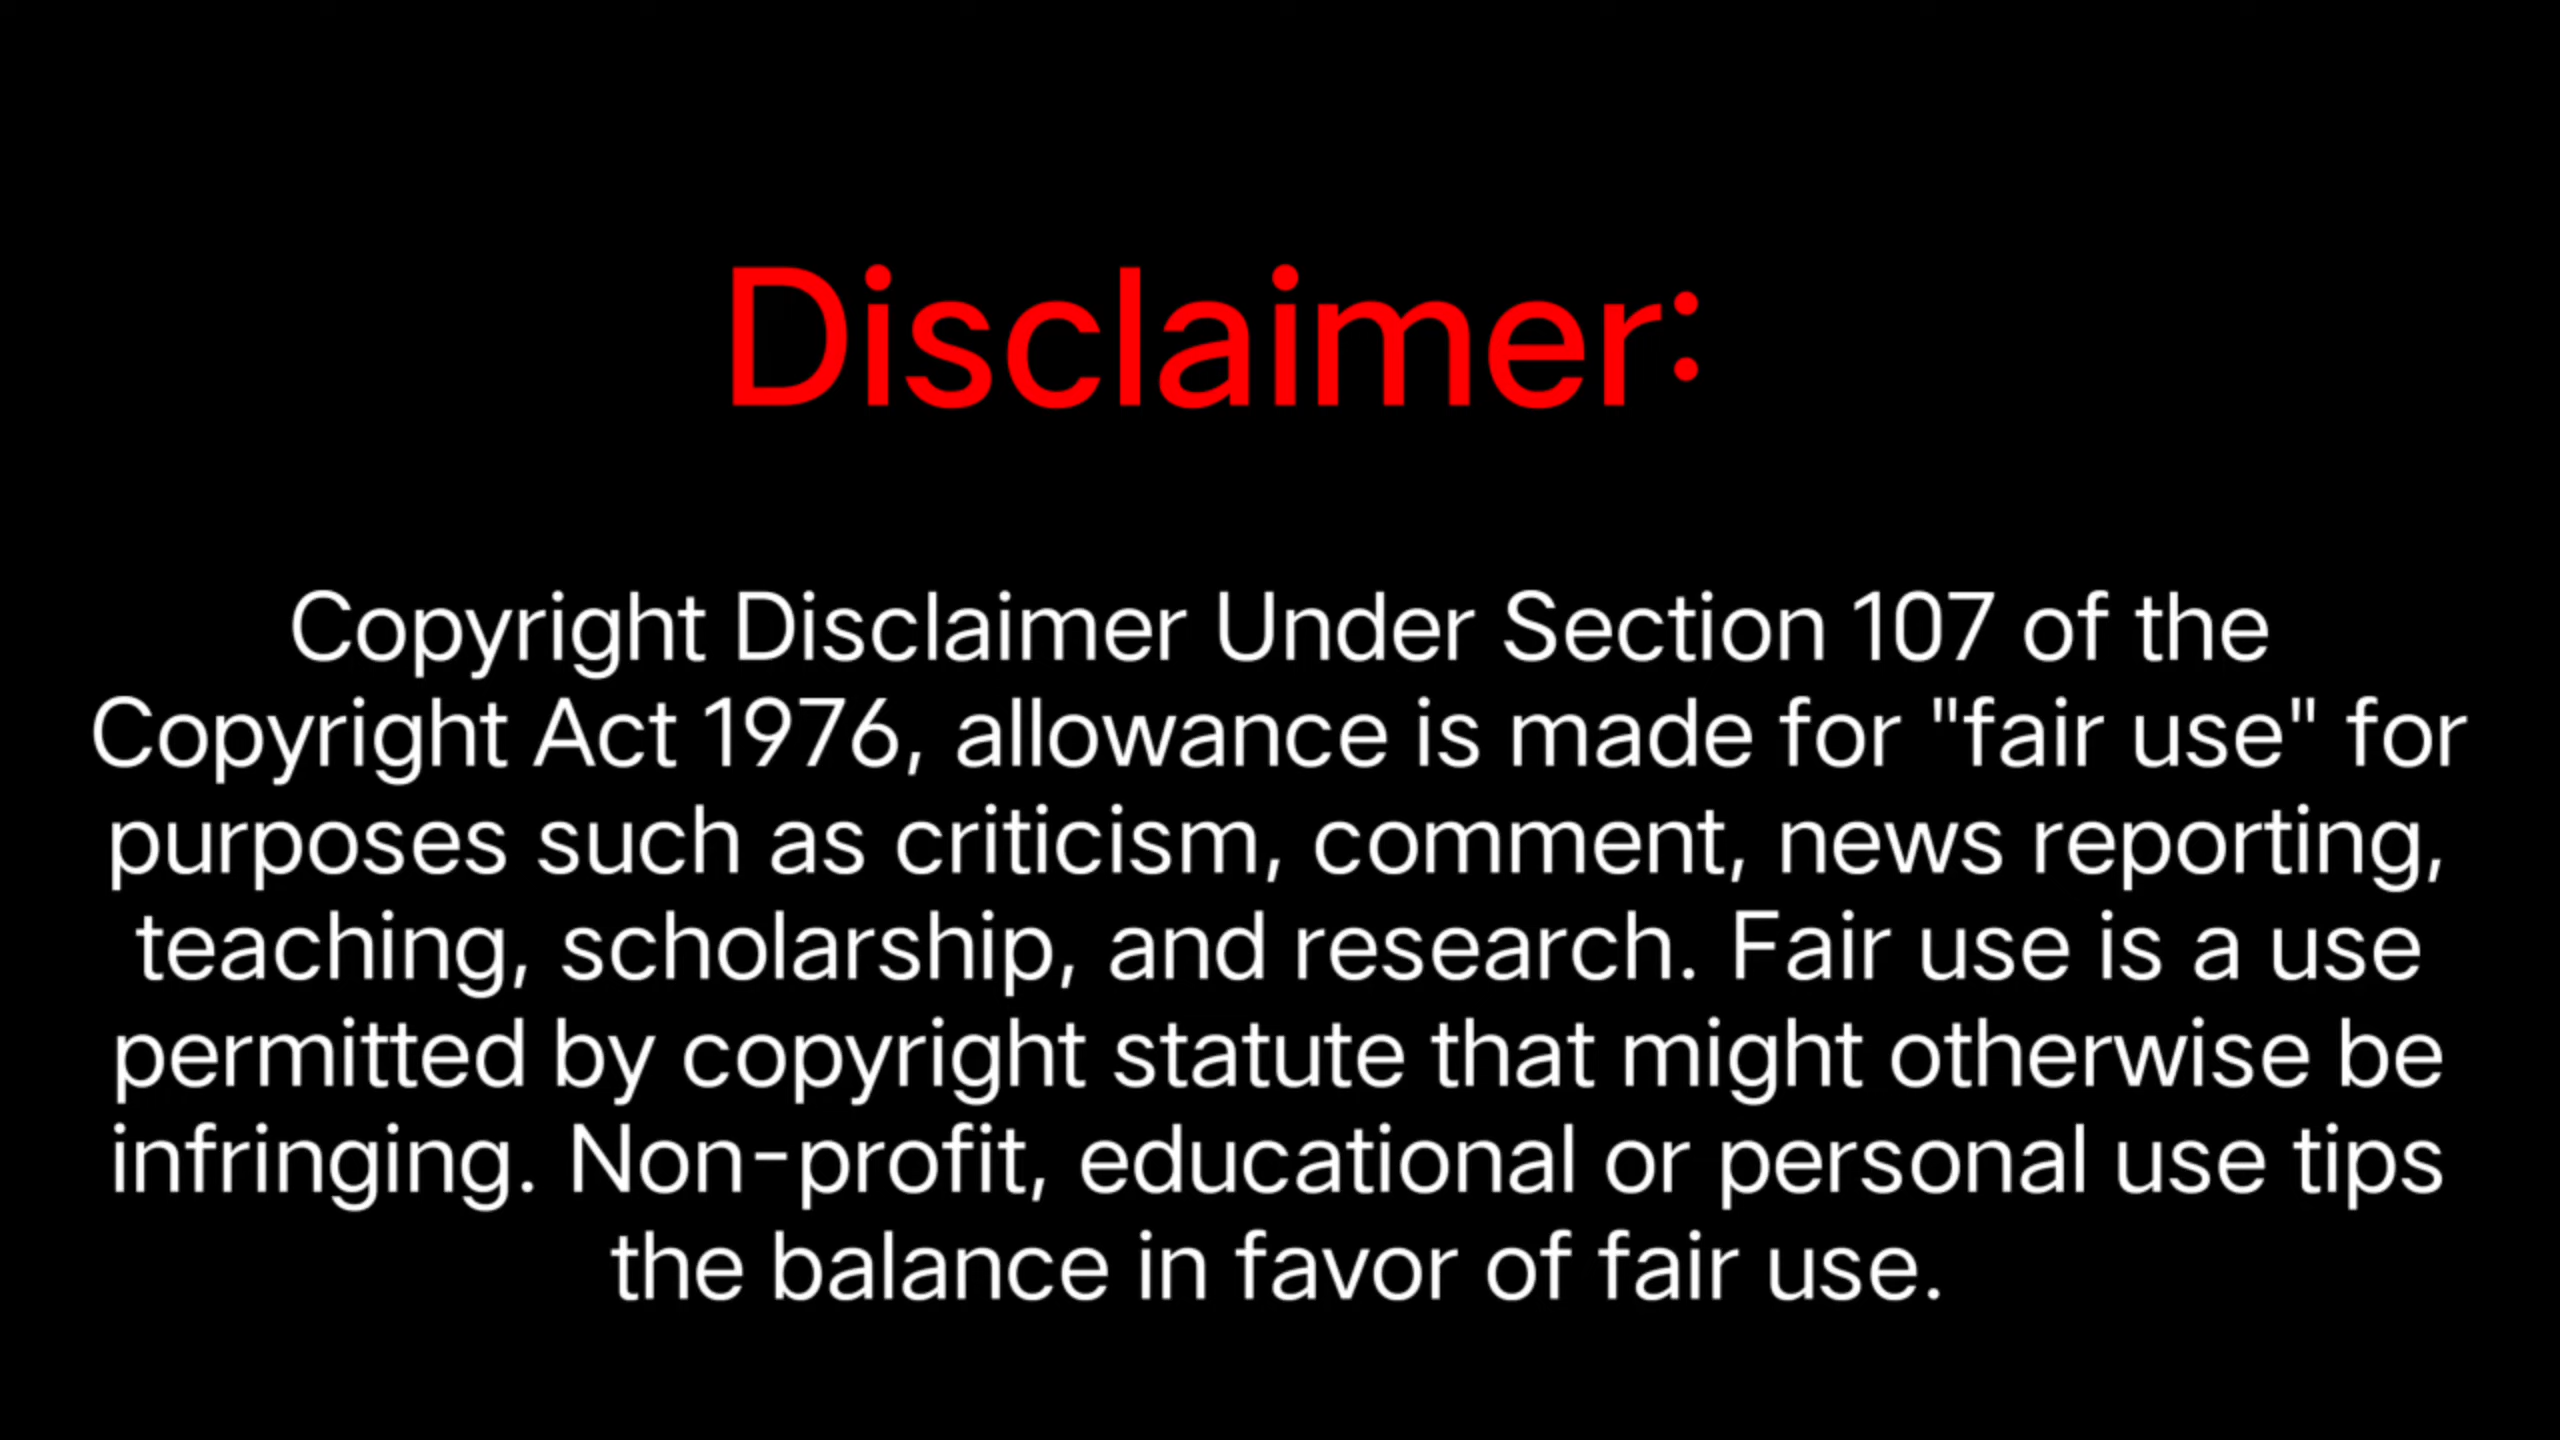 Disclaimer:
Copyright Disclaimer Under Section 107 of the
Copyright Act 1976, allowance is made for "fair use" for
purposes such as criticism, comment, news reporting,
teaching, scholarship, and research. Fair use is a use
permitted by copyright statute that might otherwise be
infringing. Non-profit, educational or personal use tips
the balance in favor of fair use.